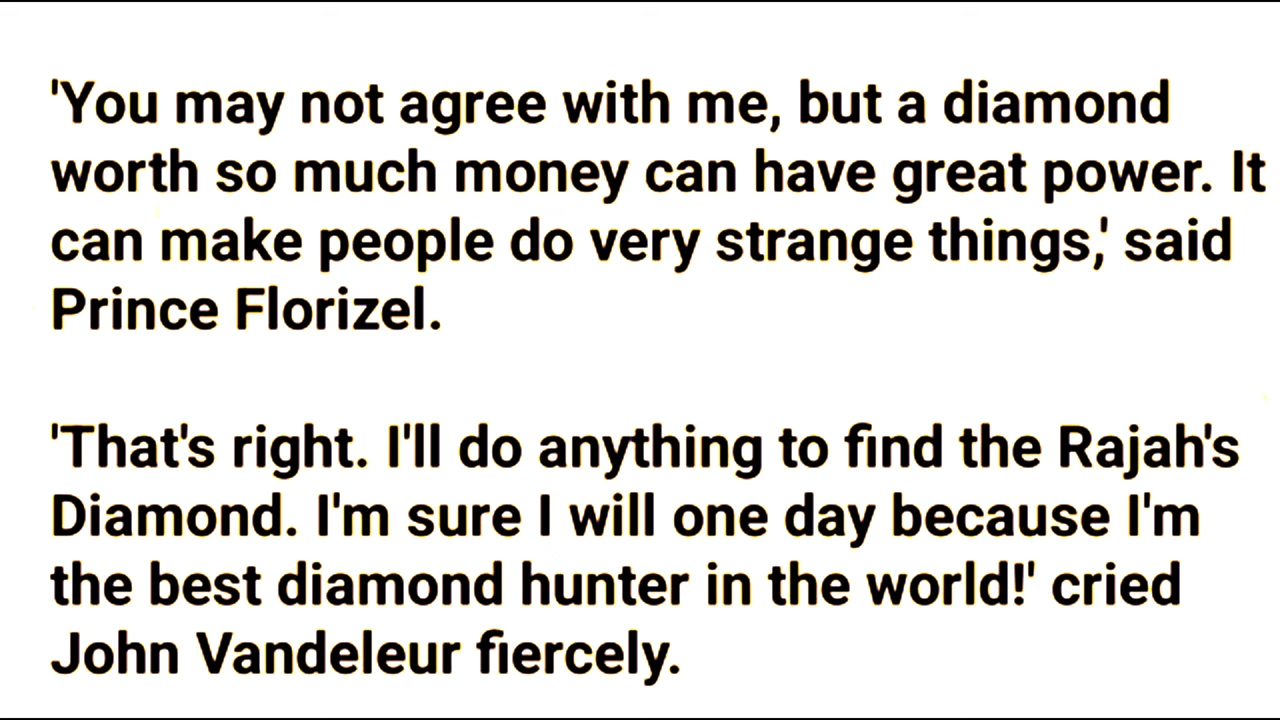 'You may not agree with me, but a diamond
worth so much money can have great power. It
can make people do very strange things,' said
Prince Florizel.
'That's right. I'll do anything to find the Rajah's
Diamond. I'm sure I will one day because I'm
the best diamond hunter in the world!' cried
John Vandeleur fiercely.